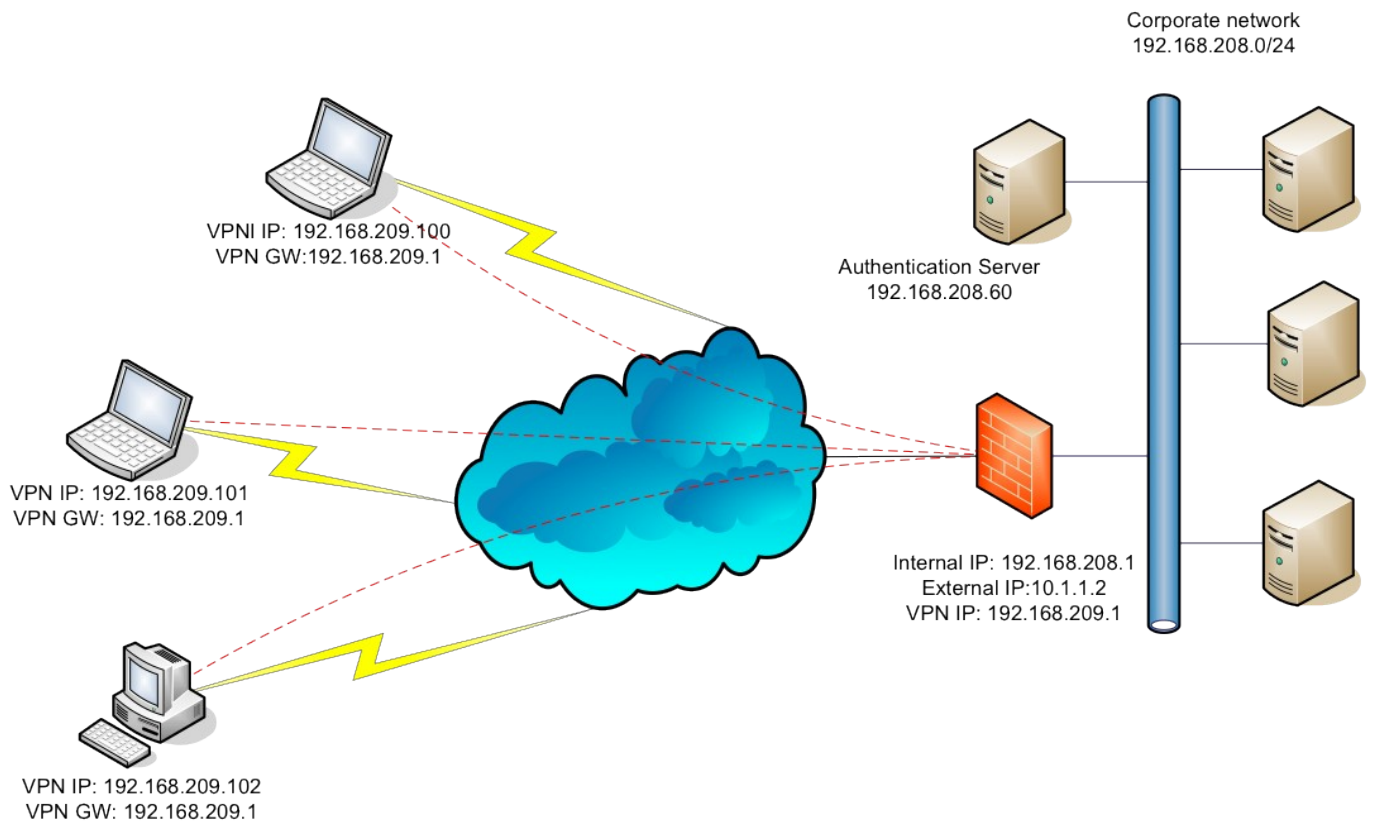 Corporate network
192.168.208.0/24
VPNI IP: 192.168.209.100
VPN GW:192.168.209.1
Authentication Server
192.168.208.60
VPN IP: 192.168.209.101
VPN GW: 192.168.209.1
Internal IP: 192.168.208.1
External IP:10.1.1.2
VPN IP: 192.168.209.1
VPN IP: 192.168.209.102
VPN GW: 192.168.209.1